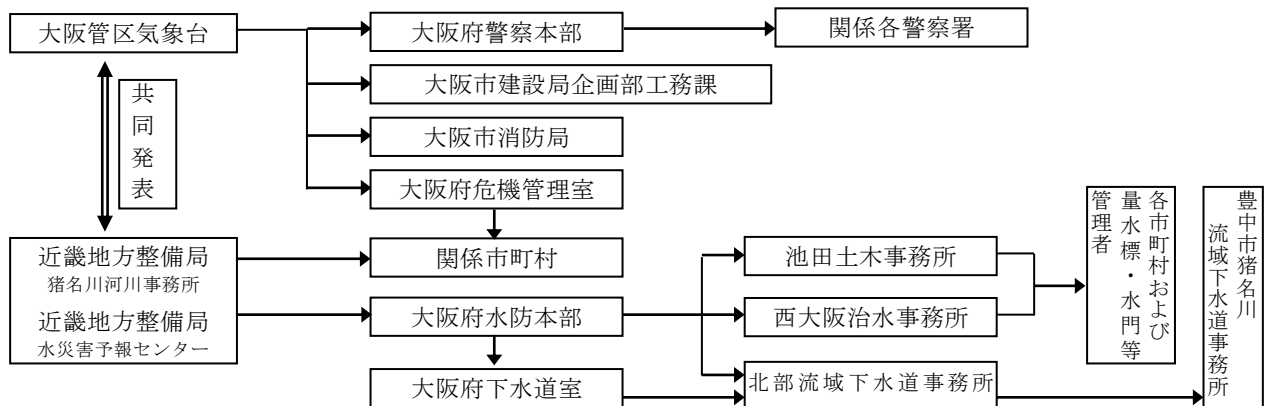 大阪管区気象台
大阪府警察本部
関係各警察署
大阪市建設局企画部工務課
共同発表
大阪市消防局
大阪府危機管理室
近畿地方整備局
猪名川河川事務所
近畿地方整備局
水災害予報センター
関係市町村
大阪府水防本部
大阪府下水道室
池田土木事務所
西大阪治水事務所
北部流域下水道事務所
各市町村および
量水標・水門等
管理者
豊中市猪名川
流域下水道事務所